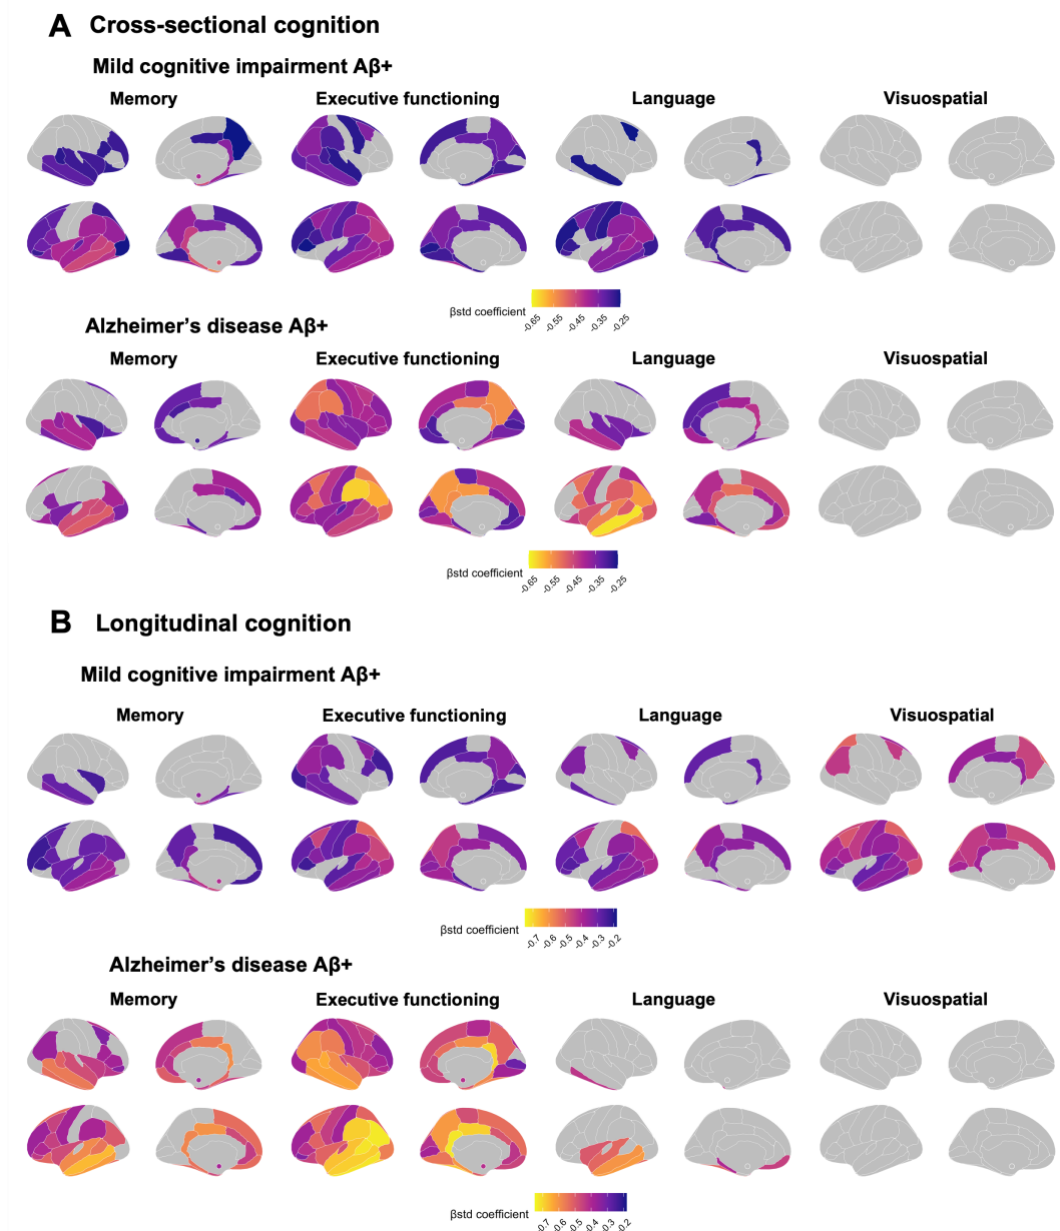 A Cross-sectional cognition
Mild cognitive impairment Aβ+
Memory Executive functioning Language Visuospatial
βstd coefficient
-0.65 -0.55 -0.45 -0.35 -0.25
Alzheimer's disease Aβ+
Memory Executive functioning Language Visuospatial
βstd coefficient
-0.65 -0.55 -0.45 -0.35 -0.25
B Longitudinal cognition
Mild cognitive impairment Aβ+
Memory Executive functioning Language Visuospatial
βstd coefficient
-0.7 -0.6 -0.5 -0.4 -0.3 -0.2
Alzheimer's disease Aβ+
Memory Executive functioning Language Visuospatial
βstd coefficient
-0.7 -0.6 -0.5 -0.4 -0.3 -0.2